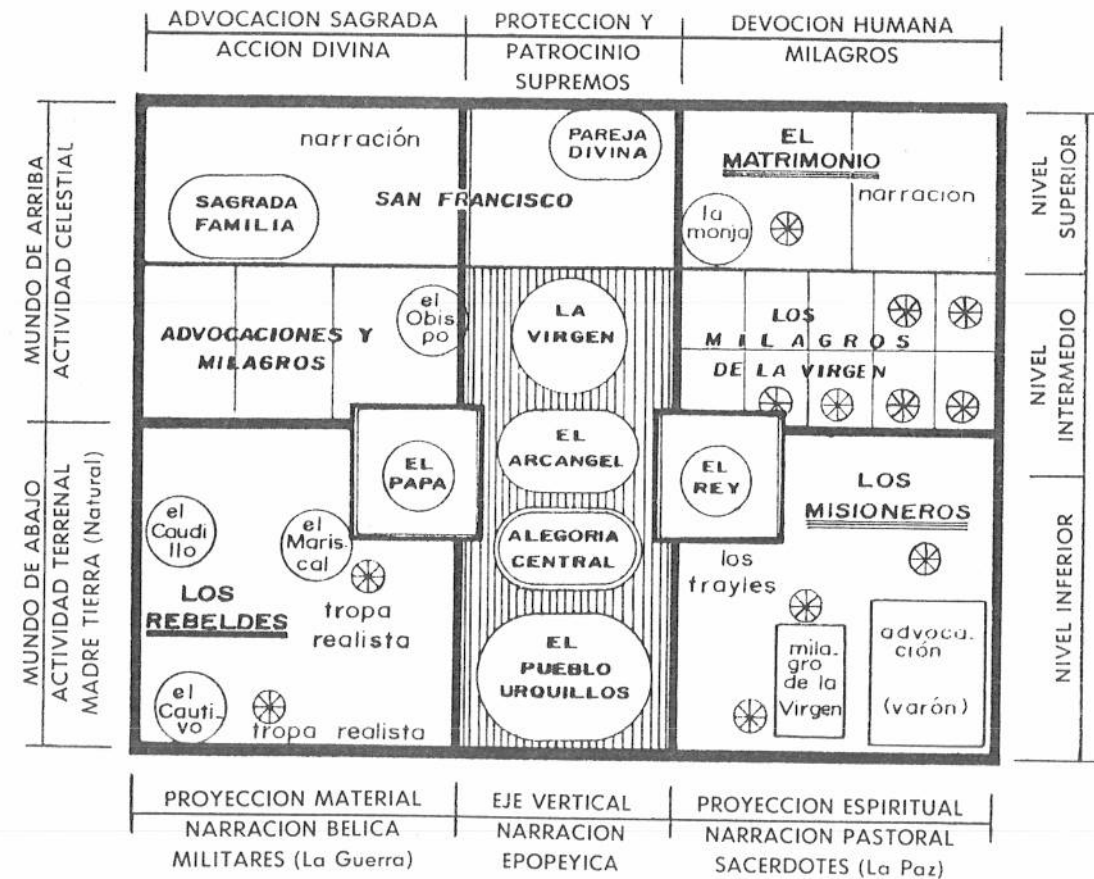 ADVOCACION SAGRADA
ACCION DIVINA
PROTECCION Y
PATROCINIO
SUPREMOS
DEVOCION HUMANA
MILAGROS
MUNDO DE ARRIBA
ACTIVIDAD CELESTIAL
MUNDO DE ABAJO
ACTIVIDAD TERRENAL
MADRE TIERRA (Natural)
narración
SAGRADA
FAMILIA
SAN FRANCISCO
PAREJA
DIVINA
EL
MATRIMONIO
narración
la
monja
ADVOCACIONES Y
MILAGROS
el
Obis-
po
LA
VIRGEN
LOS
MILAGROS
DE LA VIRGEN
EL
PAPA
EL
ARCANGEL
EL
REY
el
Caudi
llo
el
Maris-
cal
LOS
REBELDES
tropa
realista
el
Cauti-
vo
tropa realista
ALEGORIA
CENTRAL
EL
PUEBLO
URQUILLOS
LOS
MISIONEROS
los
trayles
mila-
gro
de la
Virgen
advoca-
ción
(varón)
NIVEL
SUPERIOR
NIVEL
INTERMEDIO
NIVEL INFERIOR
PROYECCION MATERIAL
NARRACION BELICA
MILITARES (La Guerra)
EJE VERTICAL
NARRACION
EPOPEYICA
PROYECCION ESPIRITUAL
NARRACION PASTORAL
SACERDOTES (La Paz)